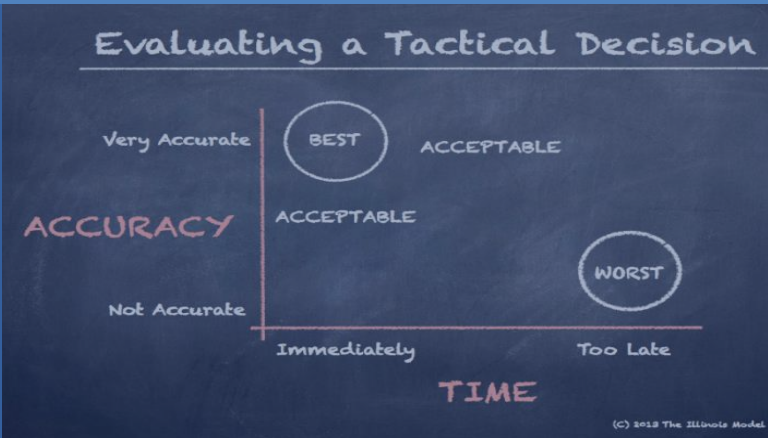 Evaluating a Tactical Decision
Very Accurate
BEST
ACCEPTABLE
ACCURACY
ACCEPTABLE
WORST
Not Accurate
Immediately
Too Late
TIME
(C) 2013 The Illinois Model